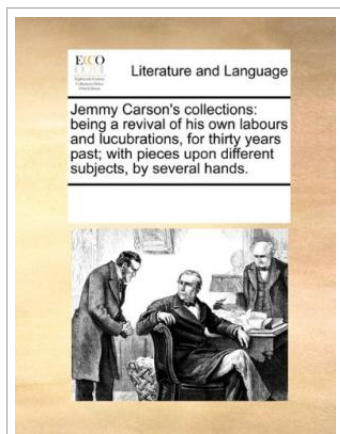 ECCO
Literature and Language
Jemmy Carson's collections:
being a revival of his own labours
and lucubrations, for thirty years
past; with pieces upon different
subjects, by several hands.